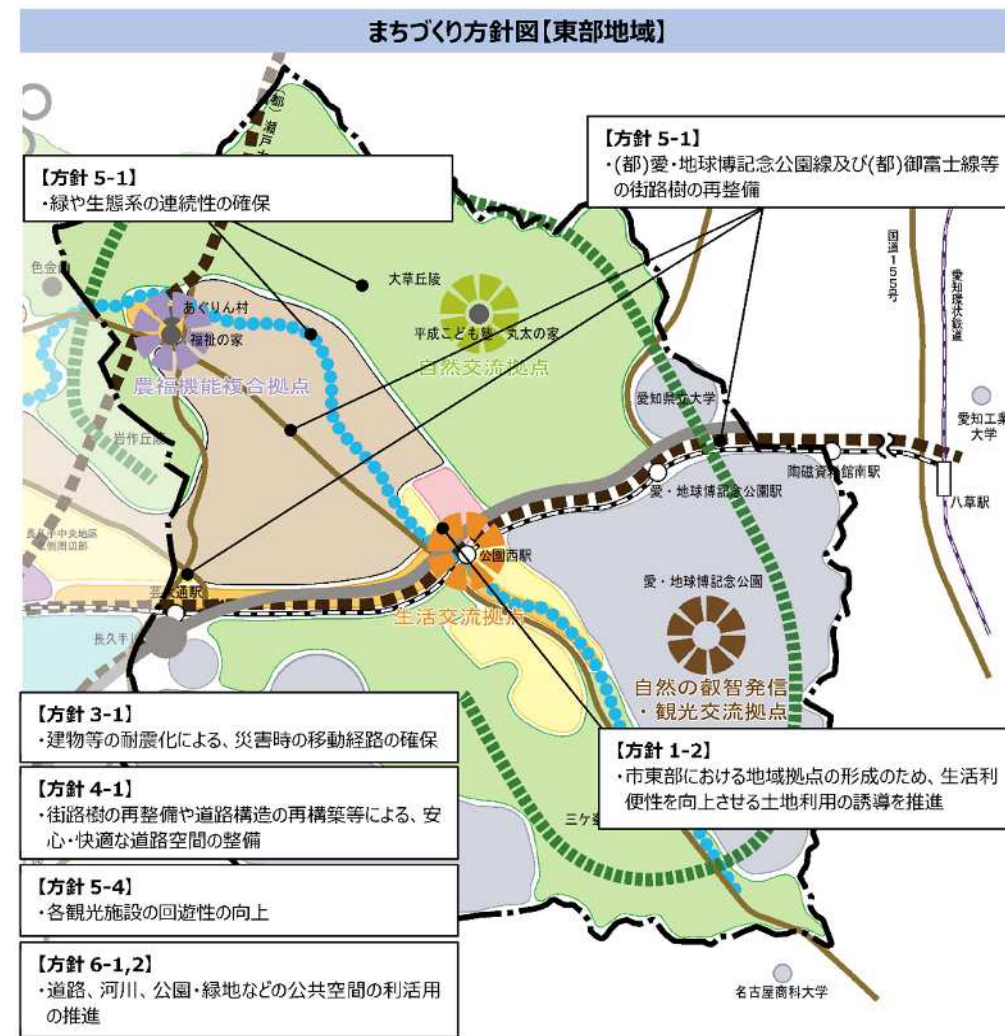 まちづくり方針図【東部地域】
【方針 5-1】
・緑や生態系の連続性の確保
【方針 5-1】
・(都)愛・地球博記念公園線及び(都)御富士線等
の街路樹の再整備
(都)瀬戸大
国道155号
愛知環状鉄道
色金山
大草丘陵
あぐりん村
福祉の家
農福機能複合拠点
平成こども塾 丸太の家
自然交流拠点
愛知県立大学
愛知工業
大学
岩作丘陵
陶磁資料館南駅
愛・地球博記念公園駅
八草駅
長久手中央地区
北側周辺部
公園西駅
生活交流拠点
愛・地球博記念公園
芸大通駅
長久手
自然の叡智発信
・観光交流拠点
【方針 3-1】
・建物等の耐震化による、災害時の移動経路の確保
【方針 1-2】
・市東部における地域拠点の形成のため、生活利
便性を向上させる土地利用の誘導を推進
【方針 4-1】
・街路樹の再整備や道路構造の再構築等による、安
心・快適な道路空間の整備
三ケ峯
【方針 5-4】
・各観光施設の回遊性の向上
【方針 6-1,2】
・道路、河川、公園・緑地などの公共空間の利活用
の推進
名古屋商科大学